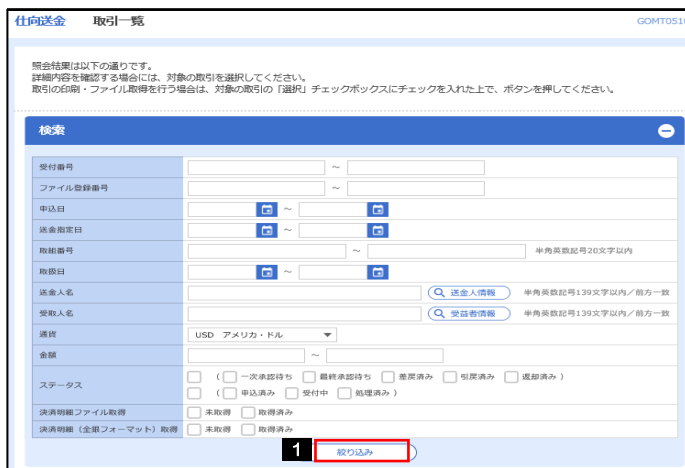 仕向送金 取引一覧 GOMT051
照会結果は以下の通りです。
詳細内容を確認する場合には、対象の取引を選択してください。
取引の印刷・ファイル取得を行う場合は、対象の取引の「選択」チェックボックスにチェックを入れた上で、ボタンを押してください。
検索
受付番号 ～
ファイル登録番号 ～
申込日 ～
送金指定日 ～
取組番号 ～ 半角英数記号20文字以内
取扱日 ～
送金人名 送金人情報 半角英数記号139文字以内／前方一致
受取人名 受益者情報 半角英数記号139文字以内／前方一致
通貨 USD アメリカ・ドル
金額 ～
ステータス （ 一次承認待ち 最終承認待ち 差戻済み 引戻済み 返却済み ）
（ 申込済み 受付中 処理済み ）
決済明細ファイル取得 未取得 取得済み
決済明細（全銀フォーマット）取得 未取得 取得済み
1 絞り込み